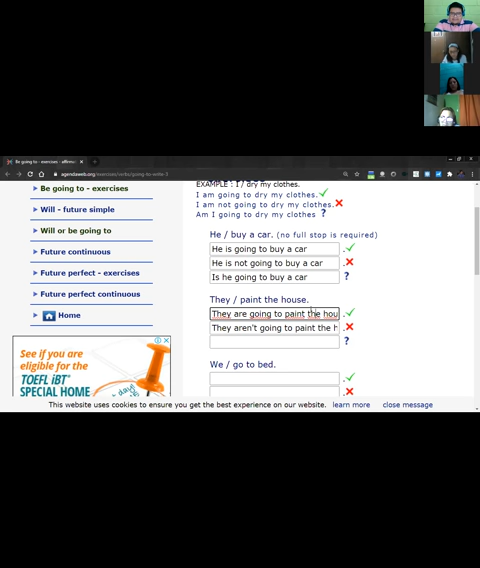 Be going to - exercises - affirma
agendaweb.org/exercises/verbs/going-to-write-3
Be going to - exercises
Will - future simple
Will or be going to
Future continuous
Future perfect - exercises
Future perfect continuous
Home
See if you are
eligible for the
TOEFL iBT®
SPECIAL HOME
days
EXAMPLE : I / dry my clothes.
I am going to dry my clothes.
I am not going to dry my clothes.
Am I going to dry my clothes ?
He / buy a car. (no full stop is required)
He is going to buy a car .
He is not going to buy a car .
Is he going to buy a car ?
They / paint the house.
They are going to paint the hou .
They aren't going to paint the h .
?
We / go to bed.
.
.
This website uses cookies to ensure you get the best experience on our website. learn more close message